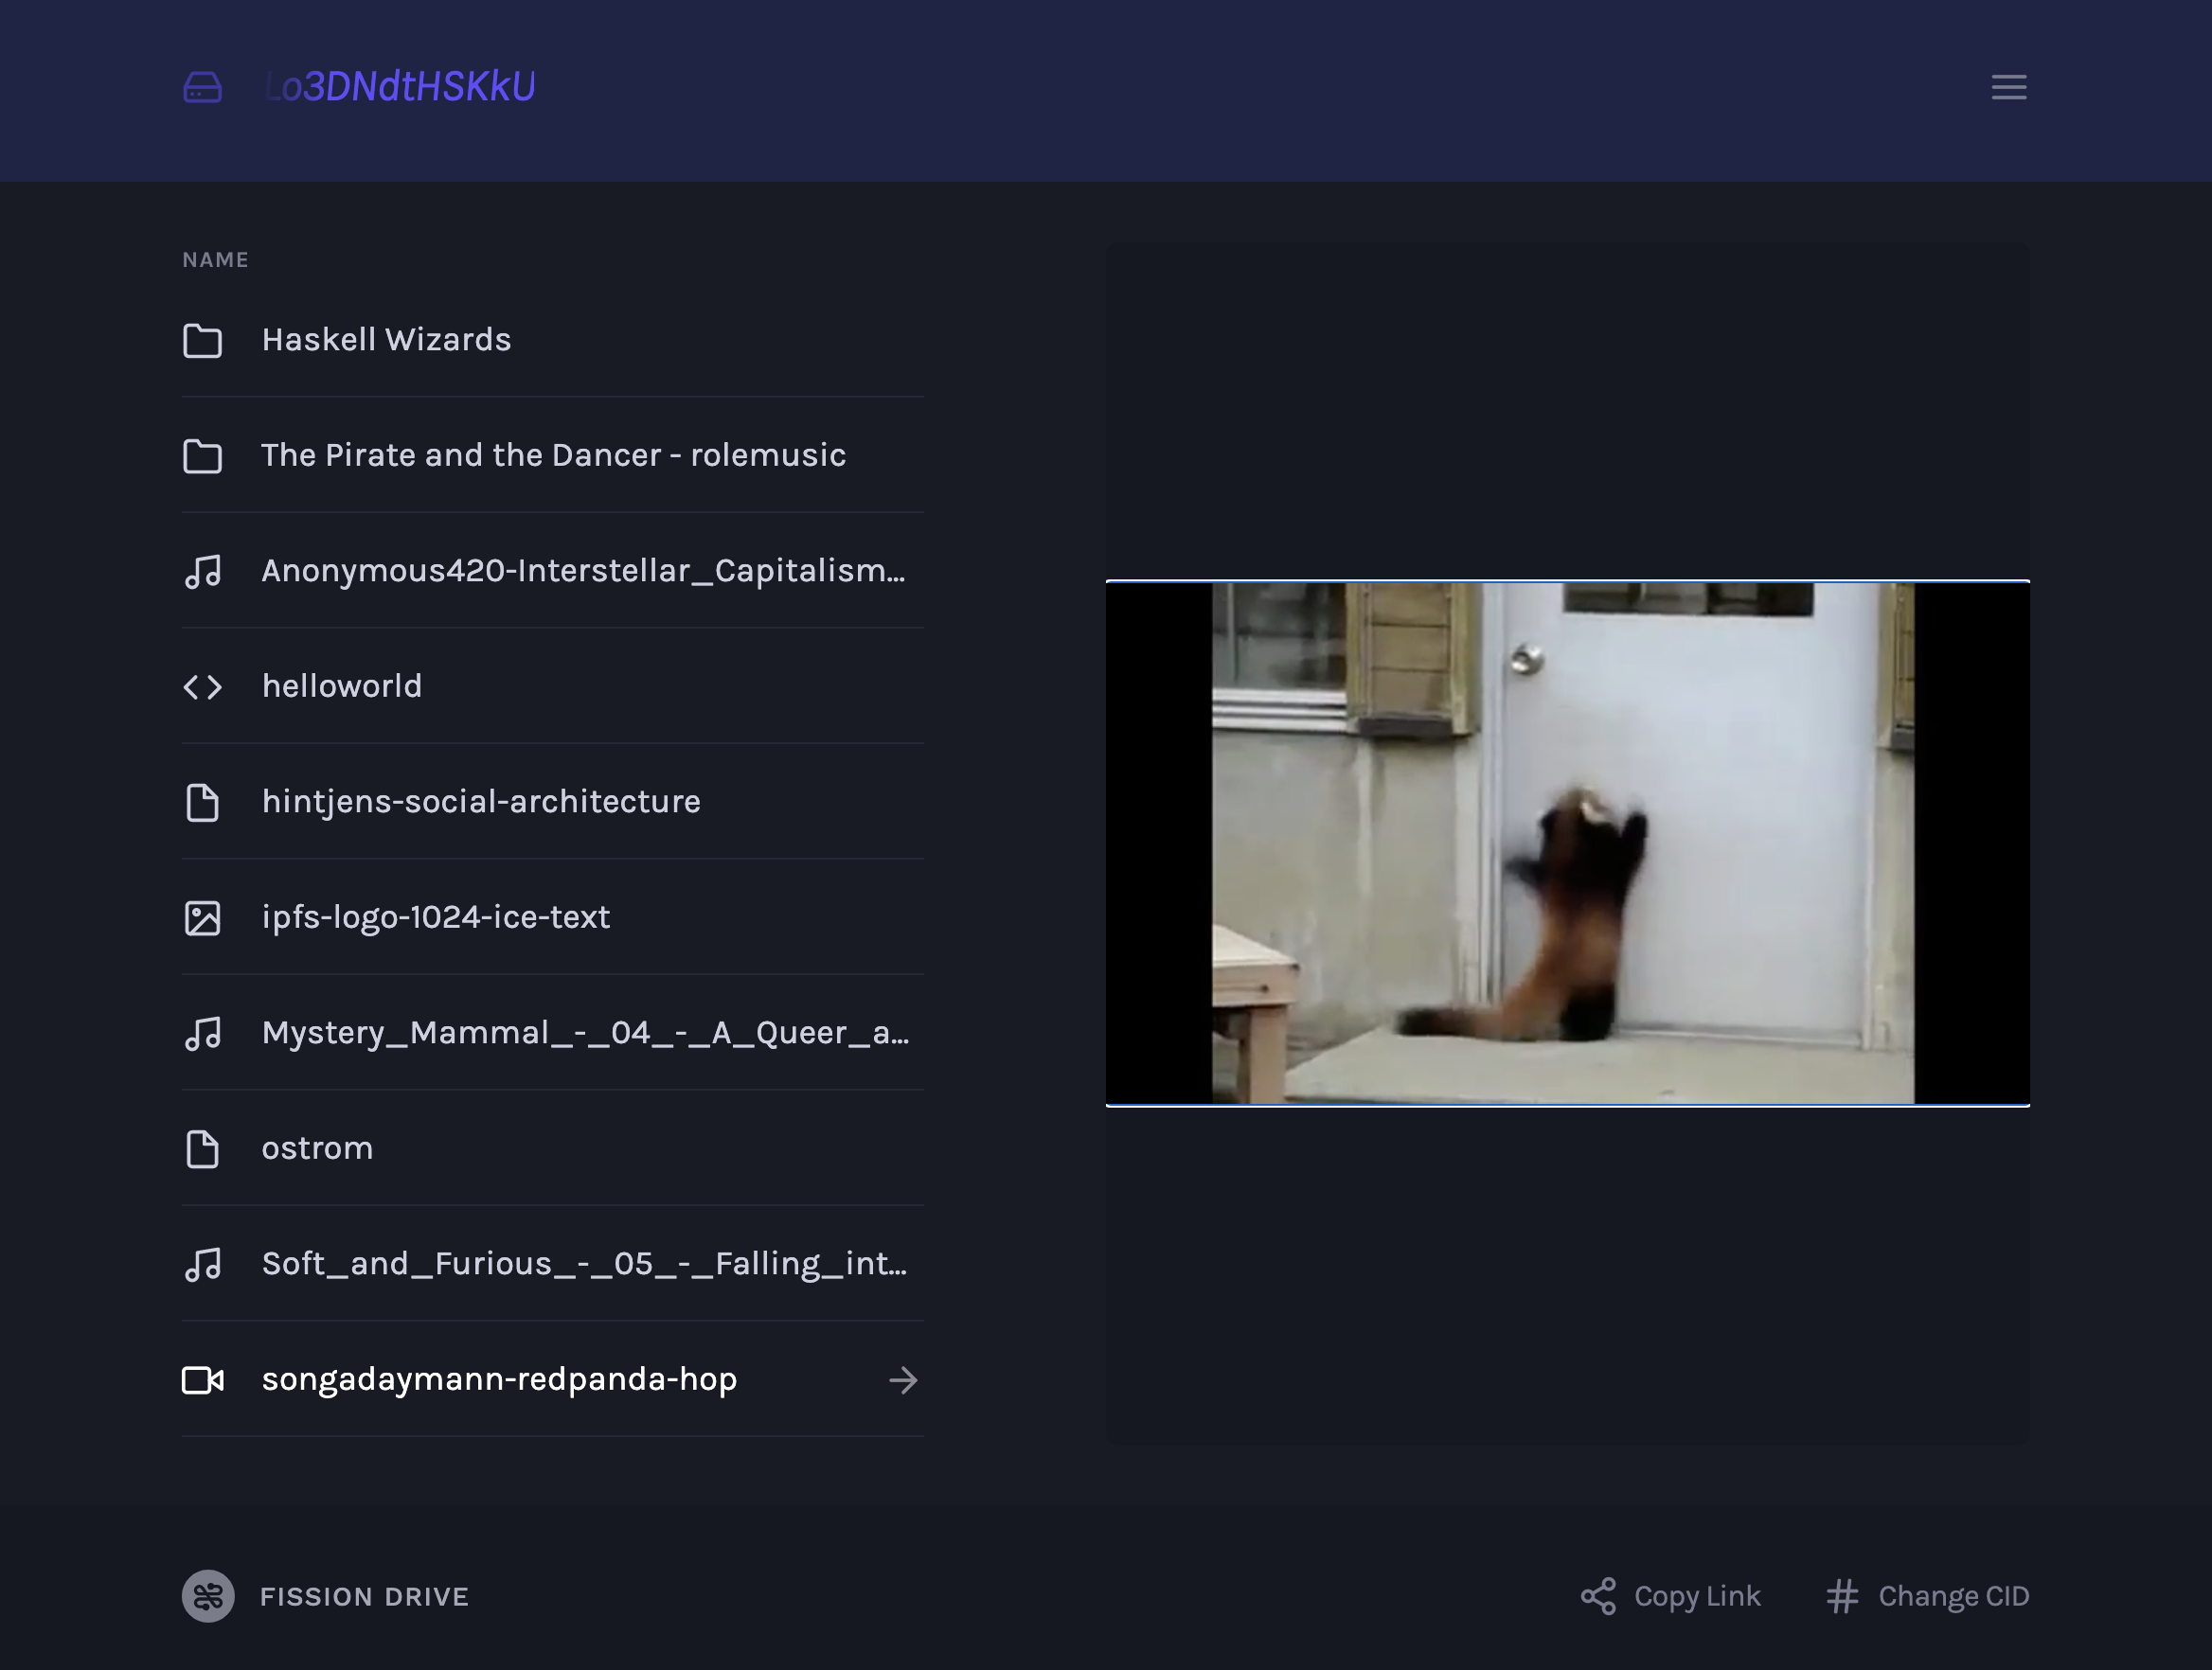 Lo3DNdtHSKkU
NAME
Haskell Wizards
The Pirate and the Dancer - rolemusic
Anonymous420-Interstellar_Capitalism...
helloworld
hintjens-social-architecture
ipfs-logo-1024-ice-text
Mystery_Mammal_-_04_-_A_Queer_a...
ostrom
Soft_and_Furious_-_05_-_Falling_int...
songadaymann-redpanda-hop
FISSION DRIVE
Copy Link
Change CID